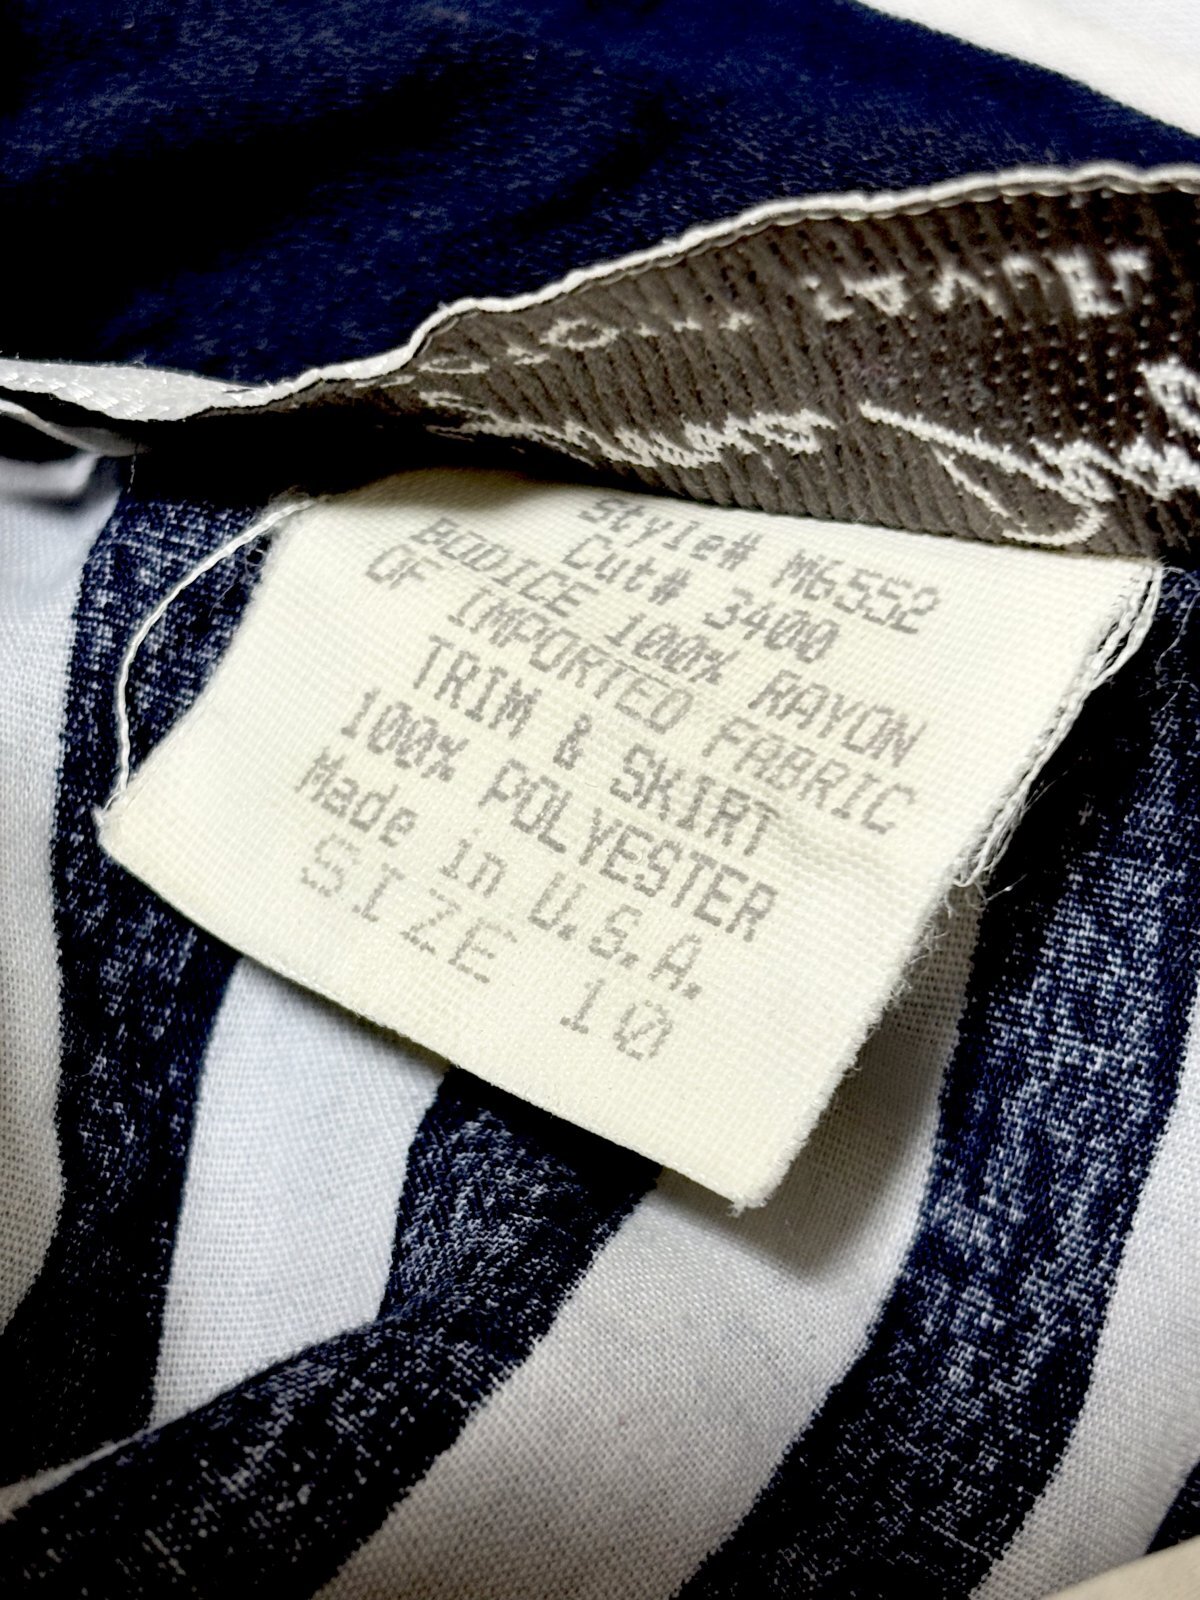 Style# M6552
Cut# 3400
BODICE 100% RAYON
OF IMPORTED FABRIC
TRIM & SKIRT
100% POLYESTER
Made in U.S.A.
SIZE 10